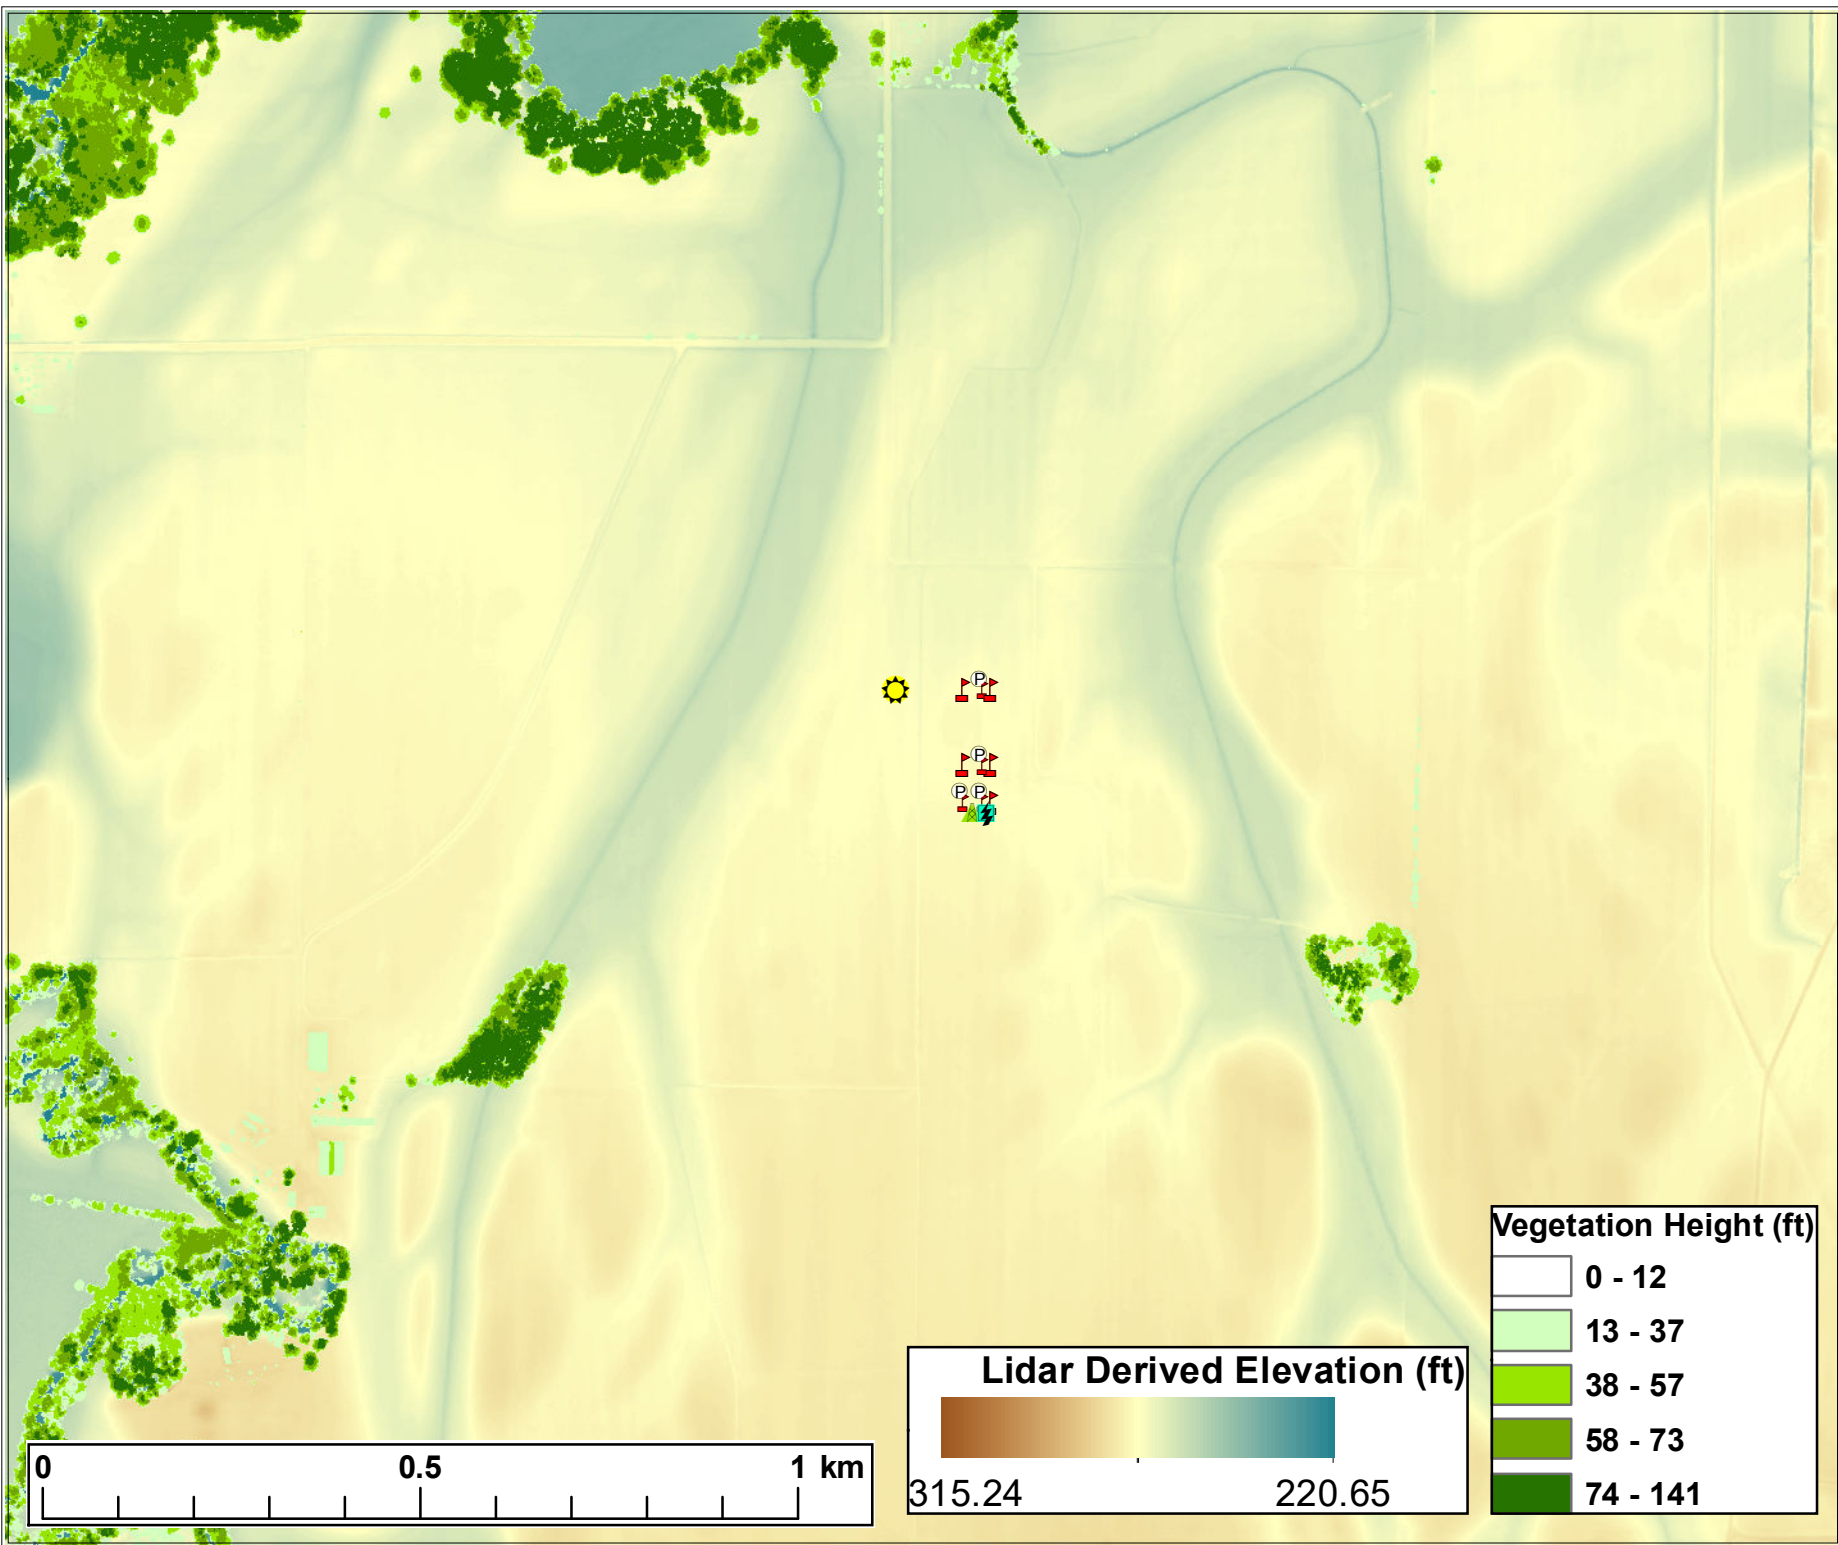 P
P
P P
Vegetation Height (ft)
0 - 12
13 - 37
38 - 57
58 - 73
74 - 141
Lidar Derived Elevation (ft)
315.24 220.65
0 0.5 1 km